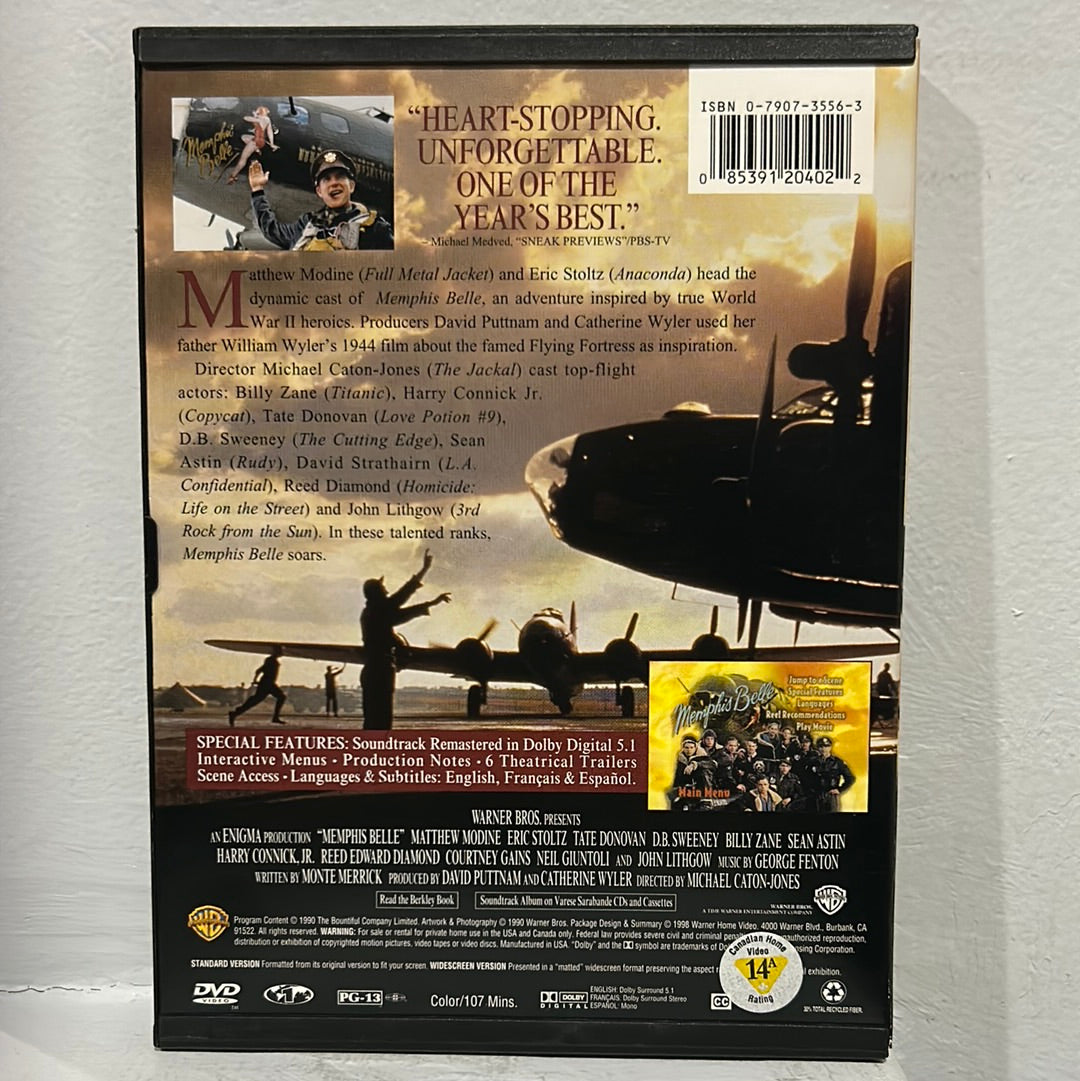 Memphis Belle
"HEART-STOPPING.
UNFORGETTABLE.
ONE OF THE
YEAR'S BEST."
– Michael Medved, "SNEAK PREVIEWS"/PBS-TV
ISBN 0-7907-3556-3
0 85391 20402 2
Matthew Modine (Full Metal Jacket) and Eric Stoltz (Anaconda) head the
dynamic cast of Memphis Belle, an adventure inspired by true World
War II heroics. Producers David Puttnam and Catherine Wyler used her
father William Wyler's 1944 film about the famed Flying Fortress as inspiration.
Director Michael Caton-Jones (The Jackal) cast top-flight
actors: Billy Zane (Titanic), Harry Connick Jr.
(Copycat), Tate Donovan (Love Potion #9),
D.B. Sweeney (The Cutting Edge), Sean
Astin (Rudy), David Strathairn (L.A.
Confidential), Reed Diamond (Homicide:
Life on the Street) and John Lithgow (3rd
Rock from the Sun). In these talented ranks,
Memphis Belle soars.
Memphis Belle
Jump to a Scene
Special Features
Languages
Reel Recommendations
Play Movie
Main Menu
SPECIAL FEATURES: Soundtrack Remastered in Dolby Digital 5.1
Interactive Menus • Production Notes • 6 Theatrical Trailers
Scene Access • Languages & Subtitles: English, Français & Español.
WARNER BROS. PRESENTS
AN ENIGMA PRODUCTION "MEMPHIS BELLE" MATTHEW MODINE ERIC STOLTZ TATE DONOVAN D.B. SWEENEY BILLY ZANE SEAN ASTIN
HARRY CONNICK, JR. REED EDWARD DIAMOND COURTNEY GAINS NEIL GIUNTOLI AND JOHN LITHGOW MUSIC BY GEORGE FENTON
WRITTEN BY MONTE MERRICK PRODUCED BY DAVID PUTTNAM AND CATHERINE WYLER DIRECTED BY MICHAEL CATON-JONES
Read the Berkley Book
Soundtrack Album on Varese Sarabande CDs and Cassettes
WARNER BROS.
A TIME WARNER ENTERTAINMENT COMPANY
Program Content © 1990 The Bountiful Company Limited. Artwork & Photography © 1990 Warner Bros. Package Design & Summary © 1998 Warner Home Video. 4000 Warner Blvd., Burbank, CA
91522. All rights reserved. WARNING: For sale or rental for private home use in the USA and Canada only. Federal law provides severe civil and criminal unauthorized reproduction,
distribution or exhibition of copyrighted motion pictures, video tapes or video discs. Manufactured in USA. "Dolby" and the DD symbol are trademarks of Corporation.
STANDARD VERSION Formatted from its original version to fit your screen. WIDESCREEN VERSION Presented in a "matted" widescreen format preserving the aspect exhibition.
Canadian Home
Video
14A
Rating
DVD
VIDEO
PG-13
Color/107 Mins.
DOLBY
DIGITAL
ENGLISH: Dolby Surround 5.1
FRANÇAIS: Dolby Surround Stereo
ESPAÑOL: Mono
CC
30% TOTAL RECYCLED FIBER.